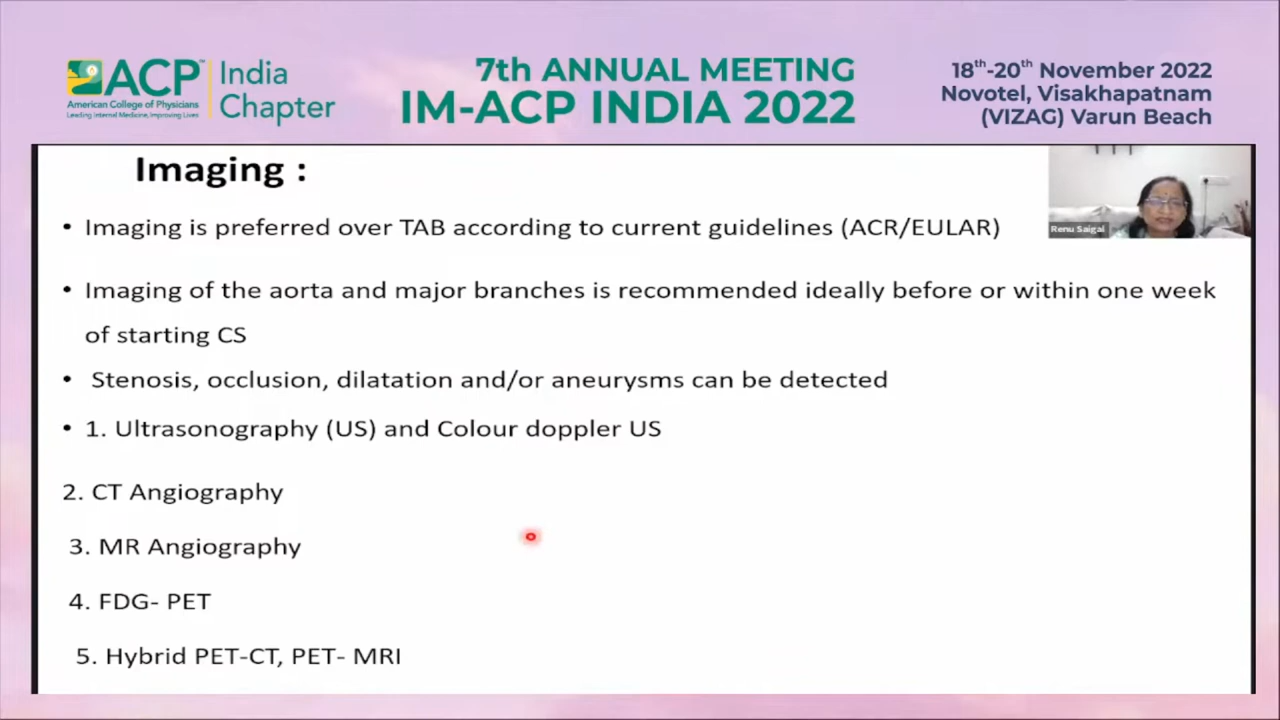 ACP™ India Chapter
American College of Physicians
Leading Internal Medicine, Improving Lives
7th ANNUAL MEETING
IM-ACP INDIA 2022
18th-20th November 2022
Novotel, Visakhapatnam
(VIZAG) Varun Beach
Imaging :
Renu Saigal
• Imaging is preferred over TAB according to current guidelines (ACR/EULAR)
• Imaging of the aorta and major branches is recommended ideally before or within one week
of starting CS
• Stenosis, occlusion, dilatation and/or aneurysms can be detected
• 1. Ultrasonography (US) and Colour doppler US
2. CT Angiography
3. MR Angiography
4. FDG- PET
5. Hybrid PET-CT, PET- MRI